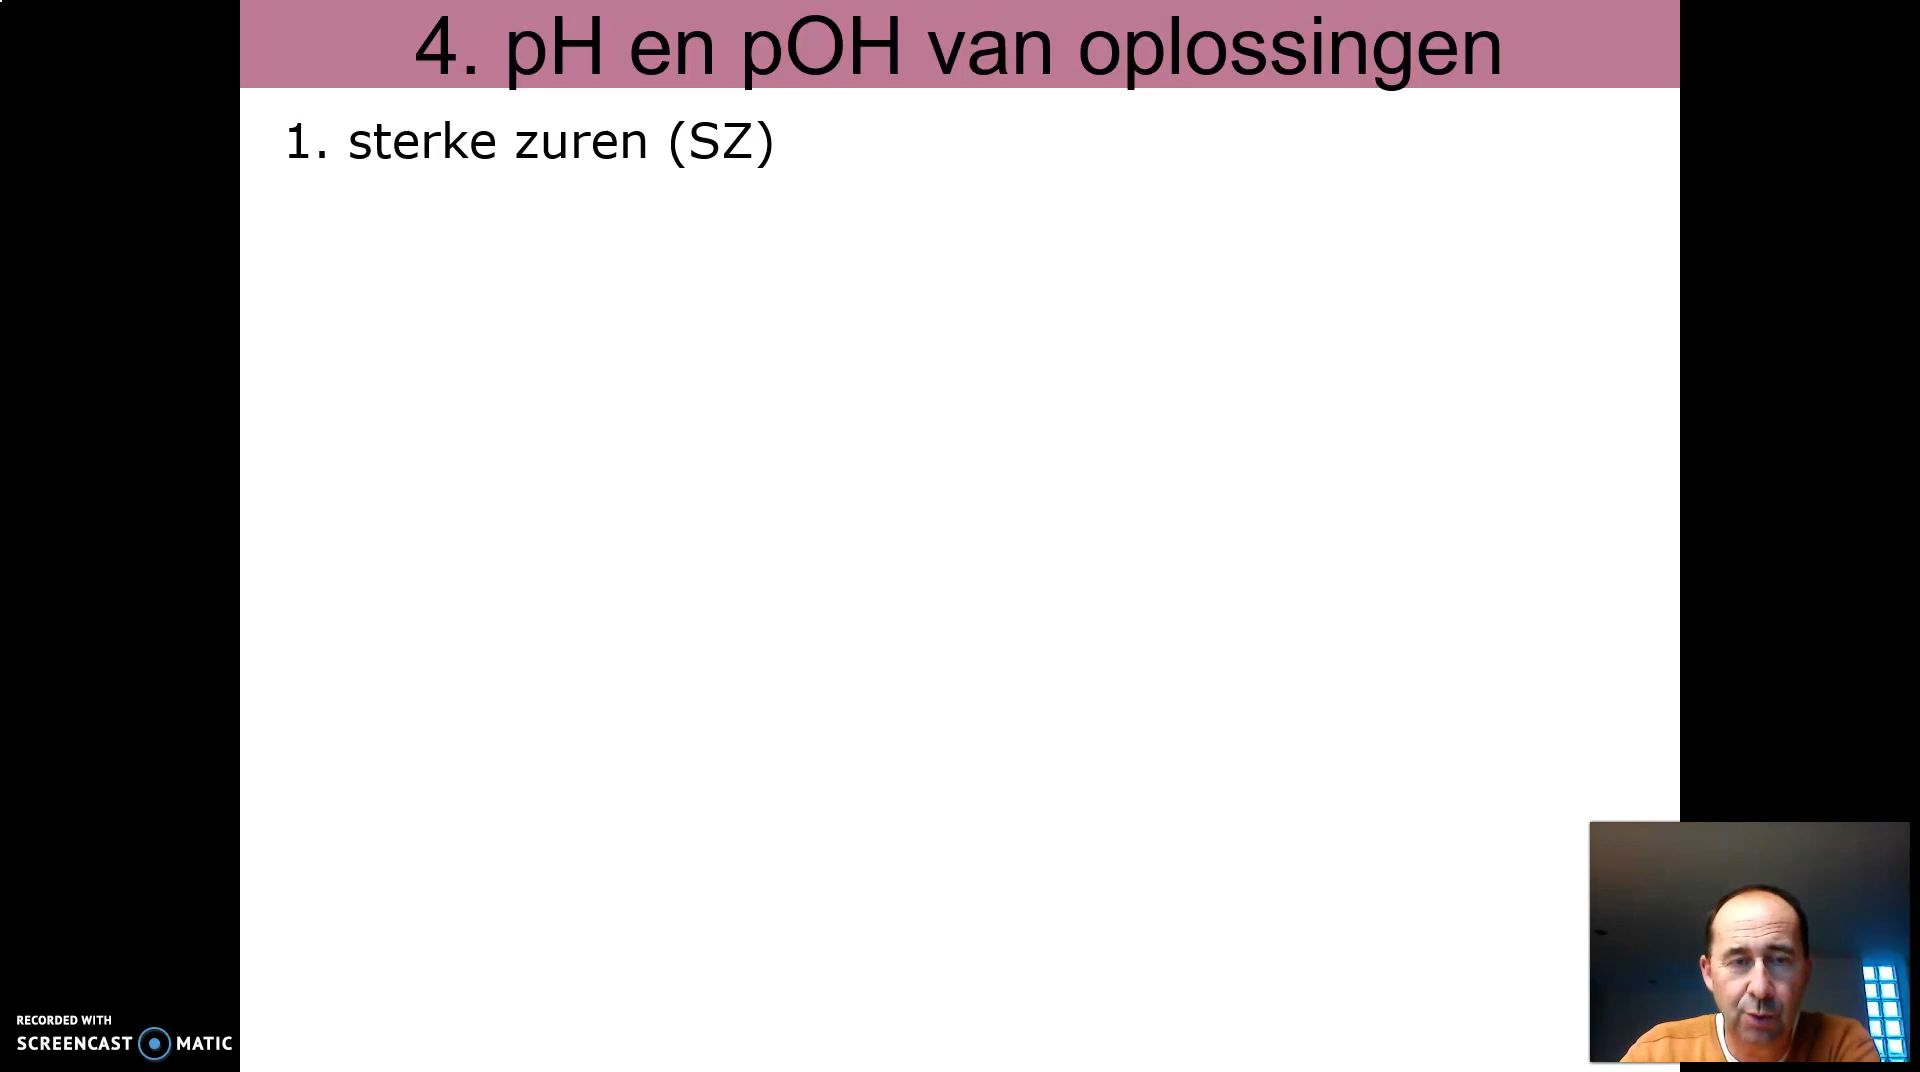 4. pH en pOH van oplossingen
1. sterke zuren (SZ)
RECORDED WITH
SCREENCAST MATIC